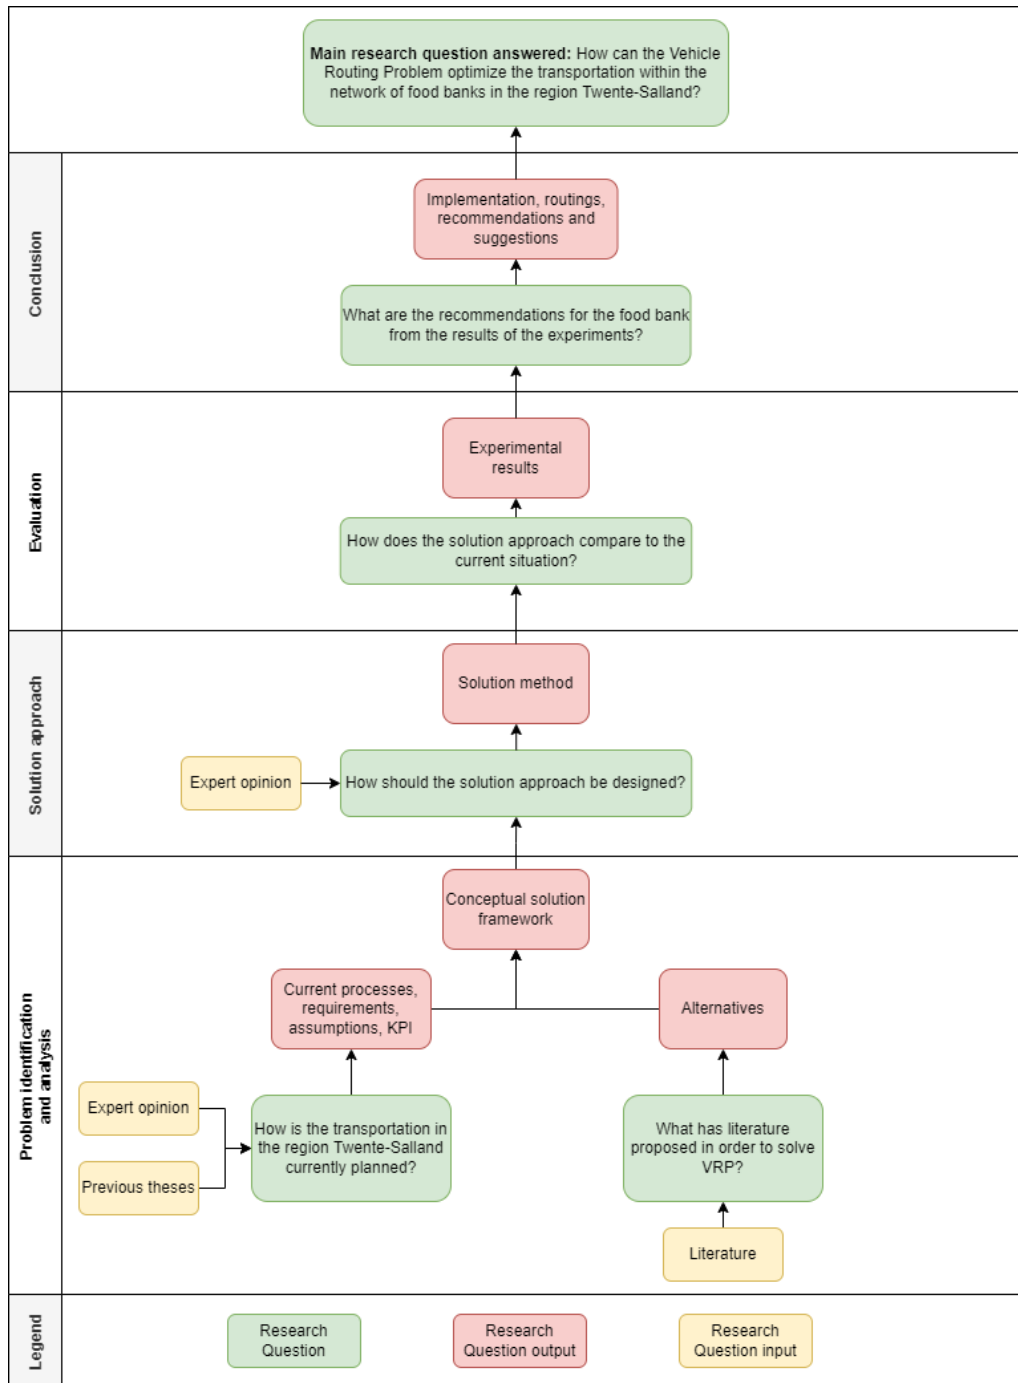 Main research question answered: How can the Vehicle
Routing Problem optimize the transportation within the
network of food banks in the region Twente-Salland?
Conclusion
Implementation, routings,
recommendations and
suggestions
What are the recommendations for the food bank
from the results of the experiments?
Evaluation
Experimental
results
How does the solution approach compare to the
current situation?
Solution approach
Solution method
Expert opinion
How should the solution approach be designed?
Problem identification
and analysis
Conceptual solution
framework
Current processes,
requirements,
assumptions, KPI
Alternatives
Expert opinion
Previous theses
How is the transportation in
the region Twente-Salland
currently planned?
What has literature
proposed in order to solve
VRP?
Literature
Legend
Research
Question
Research
Question output
Research
Question input